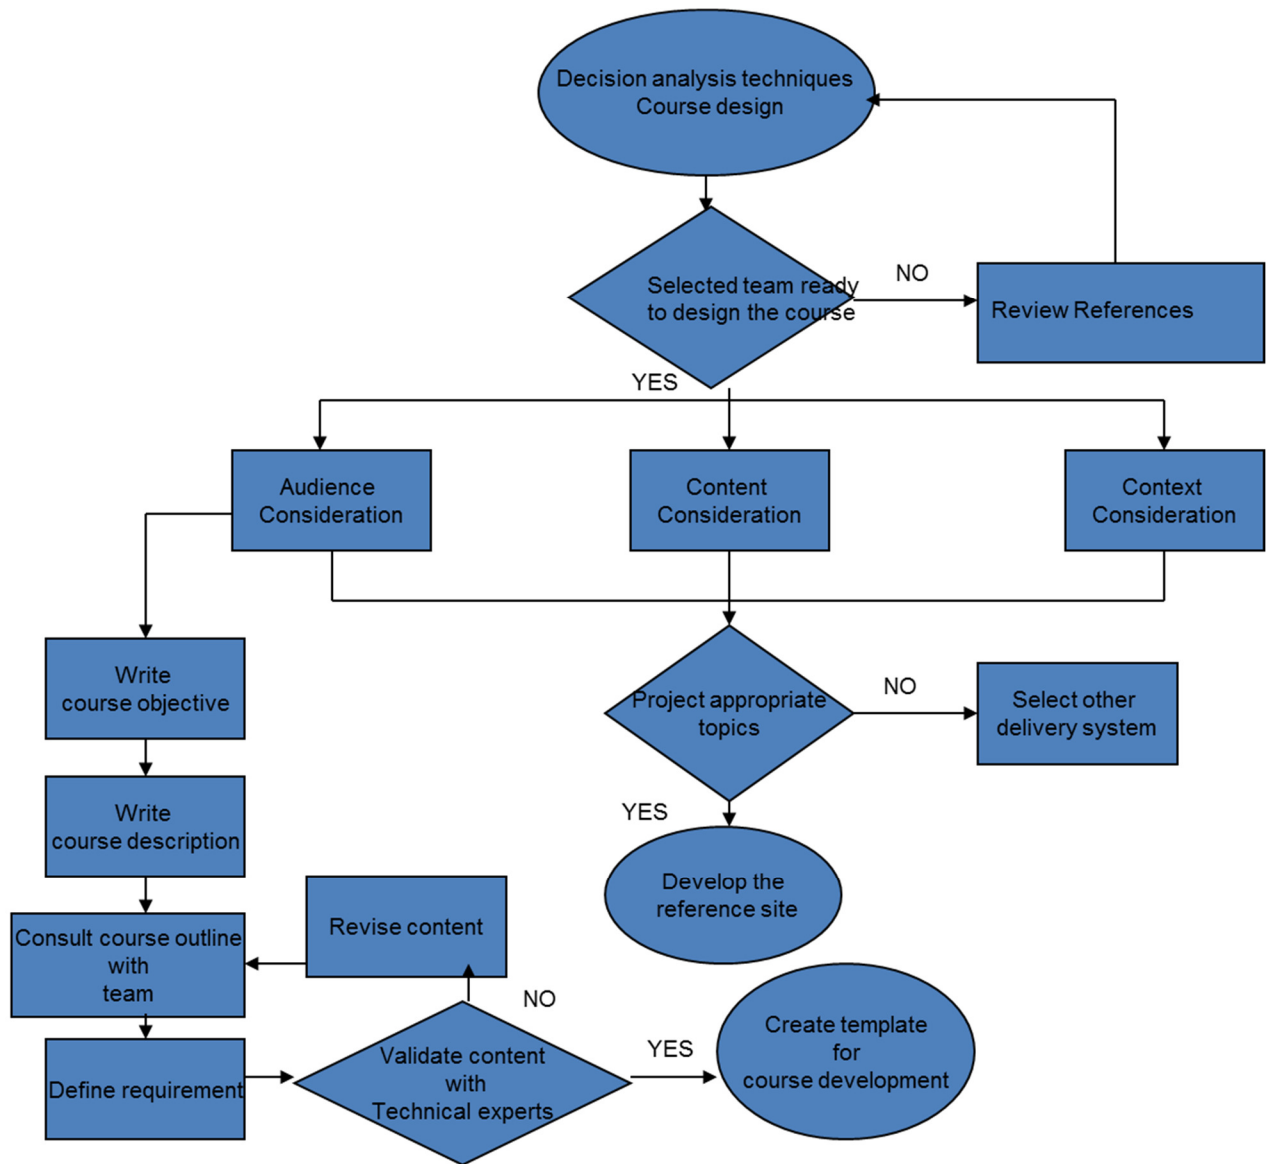 Decision analysis techniques
Course design
Selected team ready
to design the course
NO
Review References
YES
Audience
Consideration
Content
Consideration
Context
Consideration
Write
course objective
Project appropriate
topics
NO
Select other
delivery system
Write
course description
YES
Develop the
reference site
Consult course outline
with
team
Revise content
NO
Define requirement
Validate content
with
Technical experts
YES
Create template
for
course development